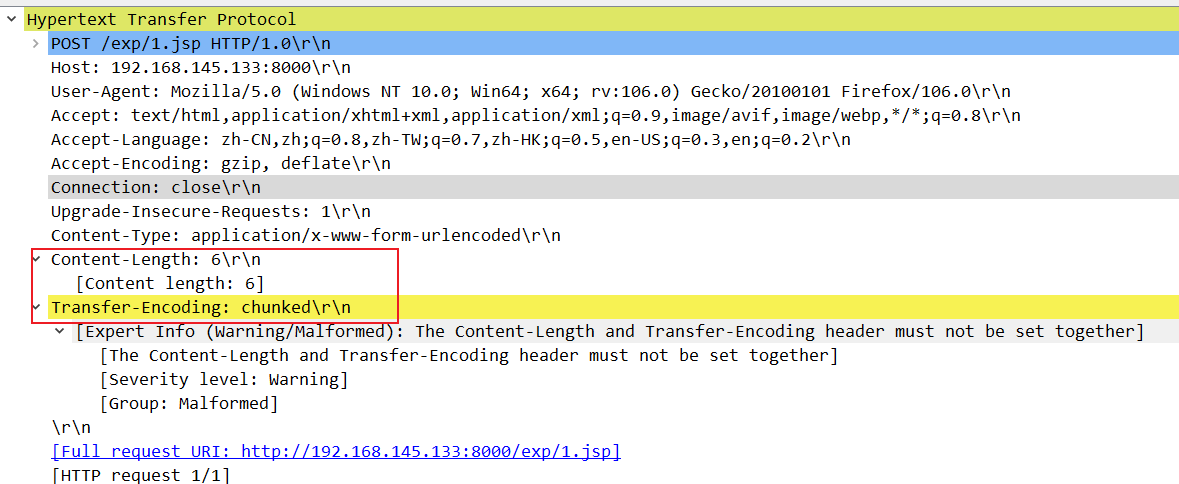 Hypertext Transfer Protocol
POST /exp/1.jsp HTTP/1.0\r\n
Host: 192.168.145.133:8000\r\n
User-Agent: Mozilla/5.0 (Windows NT 10.0; Win64; x64; rv:106.0) Gecko/20100101 Firefox/106.0\r\n
Accept: text/html,application/xhtml+xml,application/xml;q=0.9,image/avif,image/webp,*/*;q=0.8\r\n
Accept-Language: zh-CN,zh;q=0.8,zh-TW;q=0.7,zh-HK;q=0.5,en-US;q=0.3,en;q=0.2\r\n
Accept-Encoding: gzip, deflate\r\n
Connection: close\r\n
Upgrade-Insecure-Requests: 1\r\n
Content-Type: application/x-www-form-urlencoded\r\n
Content-Length: 6\r\n
[Content length: 6]
Transfer-Encoding: chunked\r\n
[Expert Info (Warning/Malformed): The Content-Length and Transfer-Encoding header must not be set together]
[The Content-Length and Transfer-Encoding header must not be set together]
[Severity level: Warning]
[Group: Malformed]
\r\n
[Full request URI: http://192.168.145.133:8000/exp/1.jsp]
[HTTP request 1/1]